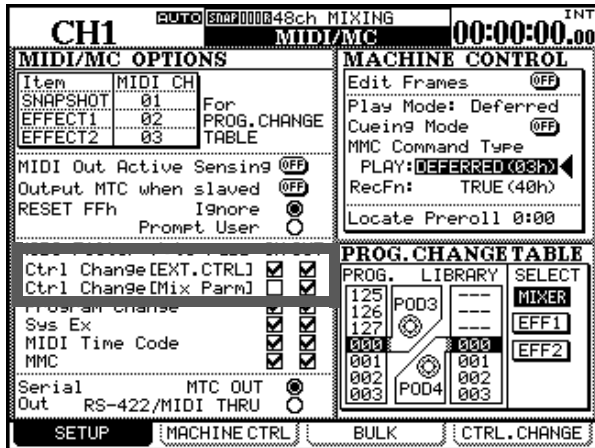 CH1
AUTO SNAP0000 48ch MIXING
MIDI/MC
INT
00:00:00.00
MIDI/MC OPTIONS
Item MIDI CH
SNAPSHOT 01
EFFECT1 02
EFFECT2 03
For
PROG.CHANGE
TABLE
MIDI Out Active Sensing OFF
Output MTC when slaved OFF
RESET FFh Ignore
Prompt User
Ctrl Change[EXT.CTRL]
Ctrl Change[Mix Parm]
Program Change
Sys Ex
MIDI Time Code
MMC
Serial MTC OUT
Out RS-422/MIDI THRU
MACHINE CONTROL
Edit Frames OFF
Play Mode: Deferred
Cueing Mode OFF
MMC Command Type
PLAY:DEFERRED(03h)
RecFn: TRUE(40h)
Locate Preroll 0:00
PROG.CHANGE TABLE
PROG. LIBRARY SELECT
125 --- MIXER
126 POD3 ---
127 --- EFF1
000 000
001 001 EFF2
002 002
003 POD4 003
SETUP MACHINE CTRL BULK CTRL.CHANGE